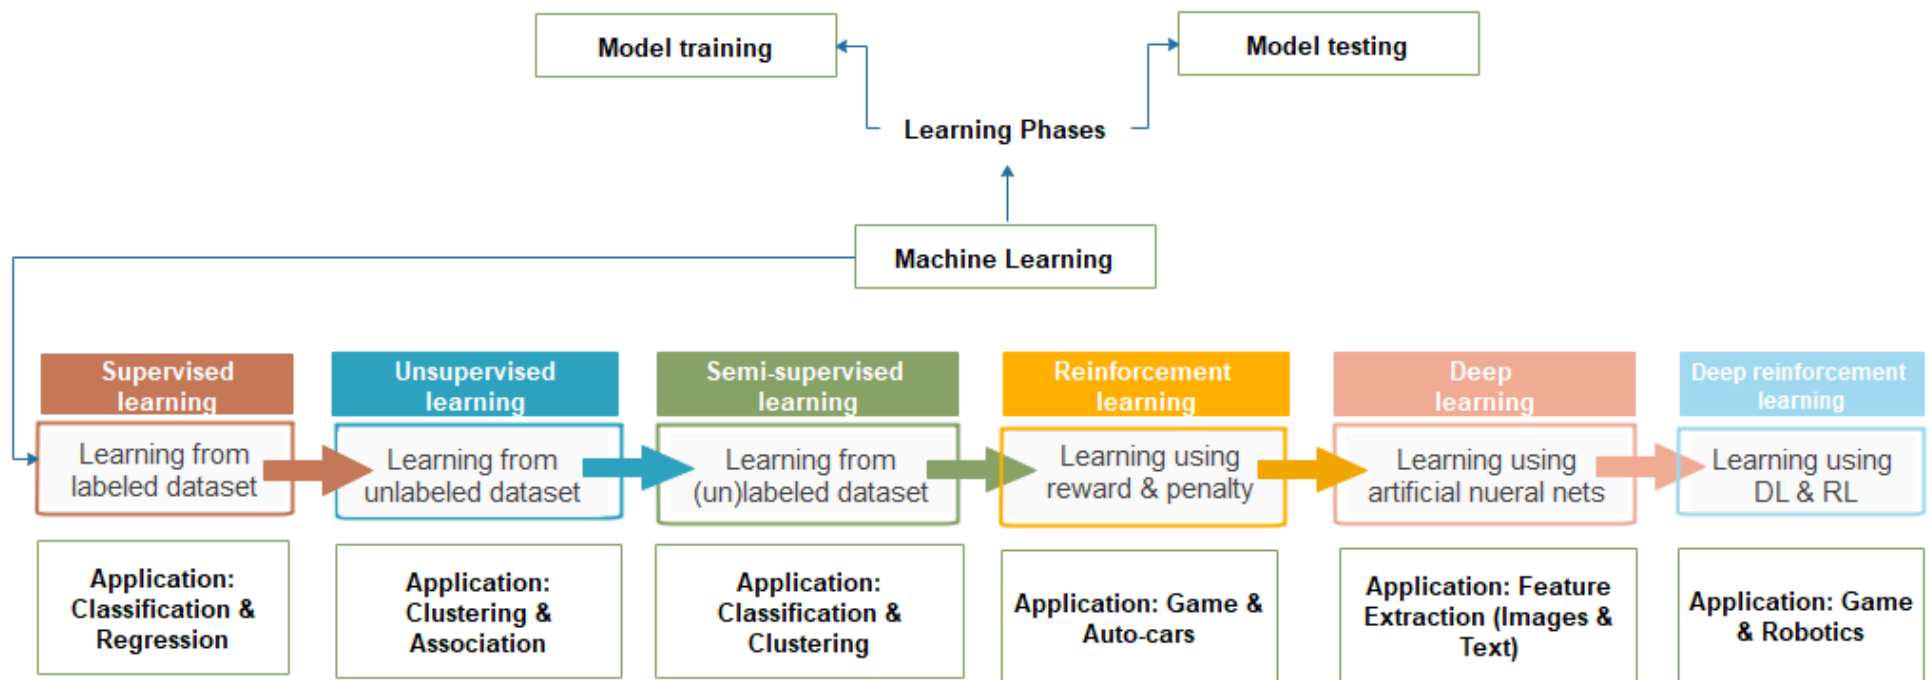 Model training
Model testing
Learning Phases
Machine Learning
Supervised
learning
Learning from
labeled dataset
Application:
Classification &
Regression
Unsupervised
learning
Learning from
unlabeled dataset
Application:
Clustering &
Association
Semi-supervised
learning
Learning from
(un)labeled dataset
Application:
Classification &
Clustering
Reinforcement
learning
Learning using
reward & penalty
Application: Game &
Auto-cars
Deep
learning
Learning using
artificial nueral nets
Application: Feature
Extraction (Images &
Text)
Deep reinforcement
learning
Learning using
DL & RL
Application: Game
& Robotics